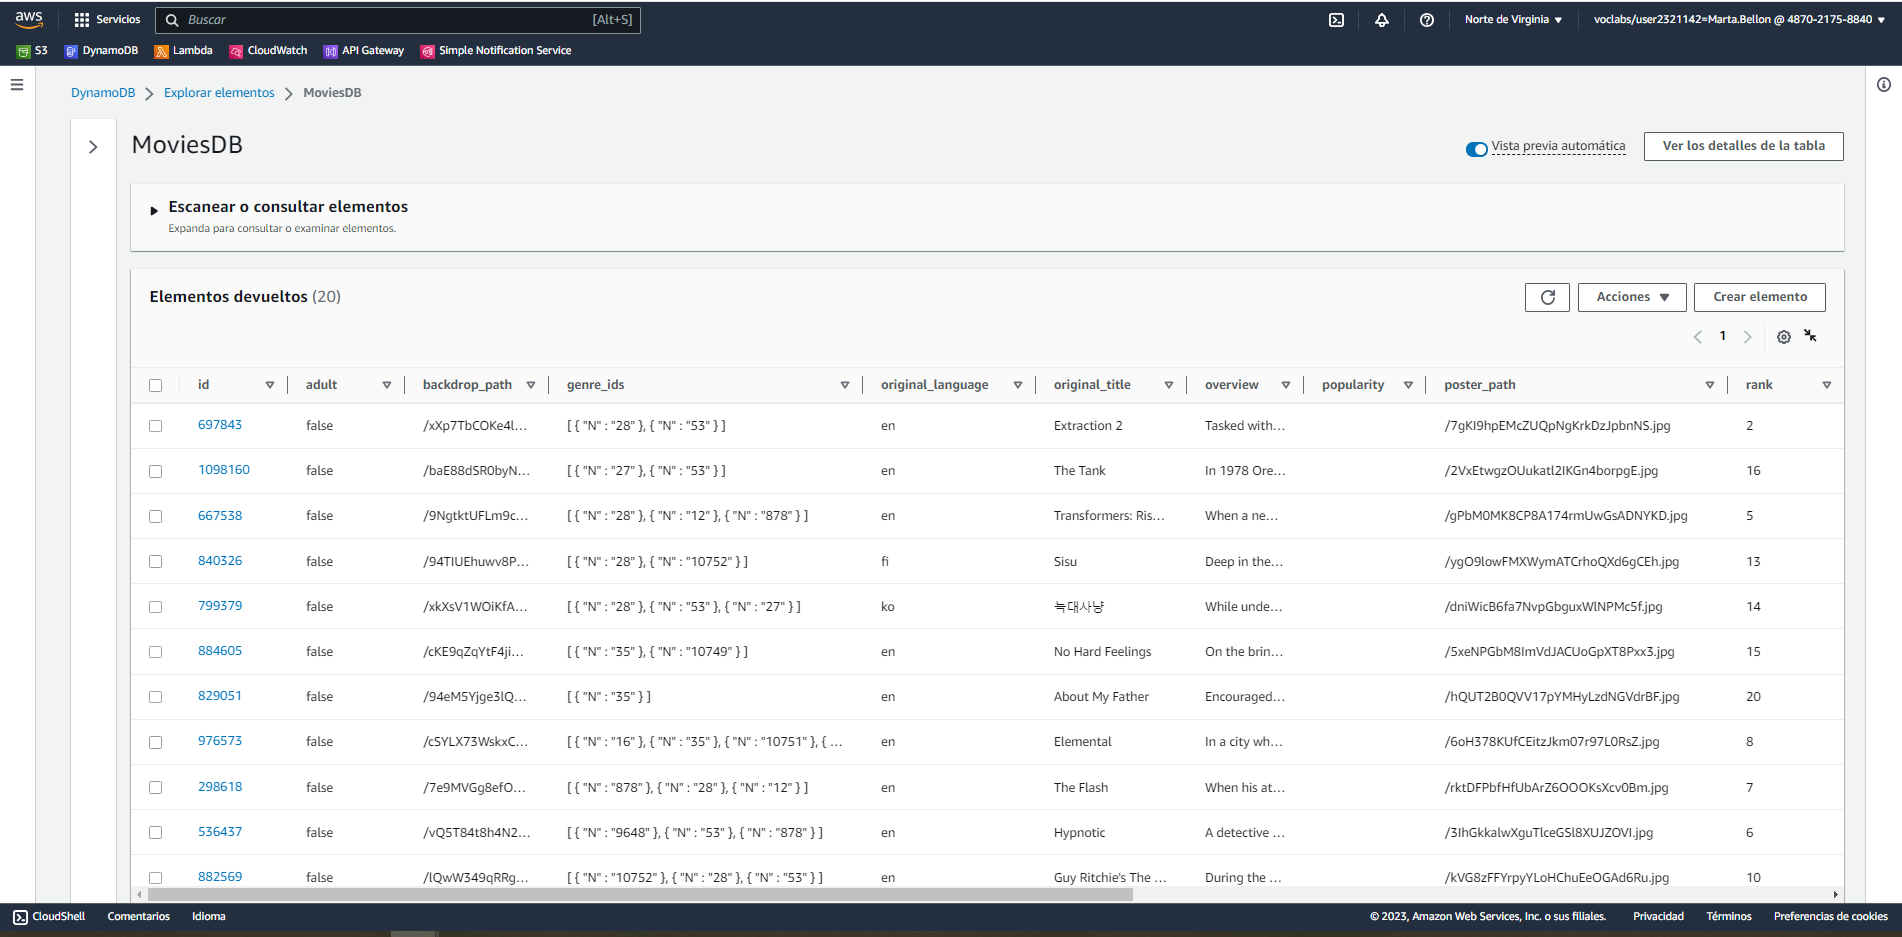 aws Servicios Buscar [Alt+S] Norte de Virginia voclabs/user2321142=Marta.Bellon @ 4870-2175-8840
S3 DynamoDB Lambda CloudWatch API Gateway Simple Notification Service
DynamoDB Explorar elementos MoviesDB
MoviesDB
Vista previa automática Ver los detalles de la tabla
Escanear o consultar elementos
Expanda para consultar o examinar elementos.
Elementos devueltos (20) Acciones Crear elemento
1
id adult backdrop_path genre_ids original_language original_title overview popularity poster_path rank
697843 false /xXp7TbCOKe4l... [ { "N" : "28" }, { "N" : "53" } ] en Extraction 2 Tasked with... /7gKI9hpEMcZUQpNgKrkDzJpbnNS.jpg 2
1098160 false /baE88dSR0byN... [ { "N" : "27" }, { "N" : "53" } ] en The Tank In 1978 Ore... /2VxEtwgzOUukatl2IKGn4borpgE.jpg 16
667538 false /9NgtktUFLm9c... [ { "N" : "28" }, { "N" : "12" }, { "N" : "878" } ] en Transformers: Ris... When a ne... /gPbM0MK8CP8A174rmUwGsADNYKD.jpg 5
840326 false /94TIUEhuwv8P... [ { "N" : "28" }, { "N" : "10752" } ] fi Sisu Deep in the... /ygO9lowFMXWymATCrhoQXd6gCEh.jpg 13
799379 false /xkXsV1WOiKfA... [ { "N" : "28" }, { "N" : "53" }, { "N" : "27" } ] ko 늑대사냥 While unde... /dniWicB6fa7NvpGbguxWlNPMc5f.jpg 14
884605 false /cKE9qZqYtF4ji... [ { "N" : "35" }, { "N" : "10749" } ] en No Hard Feelings On the brin... /5xeNPGbM8ImVdJACUoGpXT8Pxx3.jpg 15
829051 false /94eM5Yjge3lQ... [ { "N" : "35" } ] en About My Father Encouraged... /hQUT2B0QVV17pYMHyLzdNGVdrBF.jpg 20
976573 false /cSYLX73WskxC... [ { "N" : "16" }, { "N" : "35" }, { "N" : "10751" }, { ... en Elemental In a city wh... /6oH378KUfCEitzJkm07r97L0RsZ.jpg 8
298618 false /7e9MVGg8efO... [ { "N" : "878" }, { "N" : "28" }, { "N" : "12" } ] en The Flash When his at... /rktDFPbfHfUbArZ6OOOKsXcv0Bm.jpg 7
536437 false /vQ5T84t8h4N2... [ { "N" : "9648" }, { "N" : "53" }, { "N" : "878" } ] en Hypnotic A detective ... /3IhGkkalwXguTlceGSl8XUJZOVI.jpg 6
882569 false /lQwW349qRRg... [ { "N" : "10752" }, { "N" : "28" }, { "N" : "53" } ] en Guy Ritchie's The ... During the ... /kVG8zFFYrpyYLoHChuEeOGAd6Ru.jpg 10
CloudShell Comentarios Idioma © 2023, Amazon Web Services, Inc. o sus filiales. Privacidad Términos Preferencias de cookies